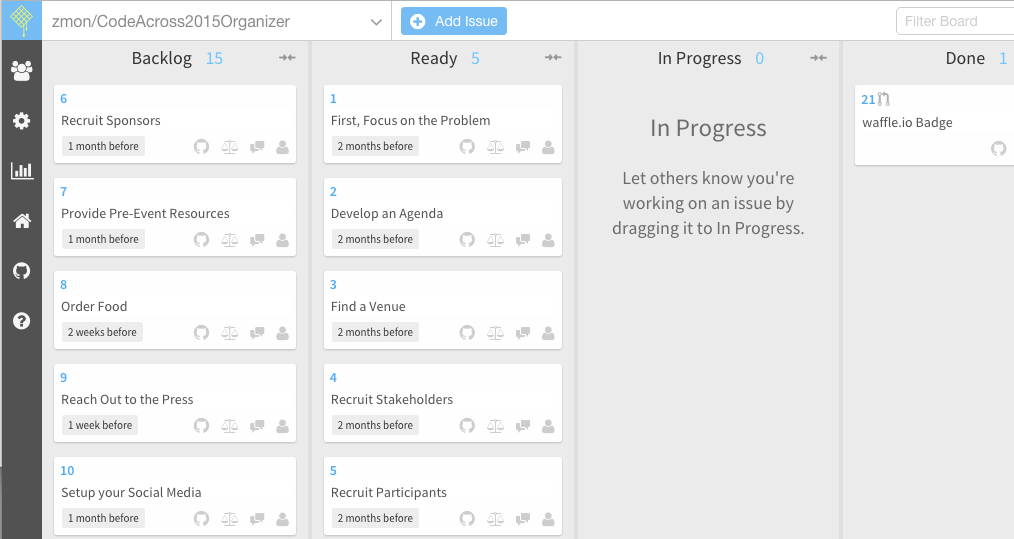 zmon/CodeAcross2015Organizer
Add Issue
Filter Board
Backlog 15
6
Recruit Sponsors
1 month before
7
Provide Pre-Event Resources
1 month before
8
Order Food
2 weeks before
9
Reach Out to the Press
1 week before
10
Setup your Social Media
1 month before
Ready 5
1
First, Focus on the Problem
2 months before
2
Develop an Agenda
2 months before
3
Find a Venue
2 months before
4
Recruit Stakeholders
2 months before
5
Recruit Participants
2 months before
In Progress 0
In Progress
Let others know you're
working on an issue by
dragging it to In Progress.
Done 1
21
waffle.io Badge